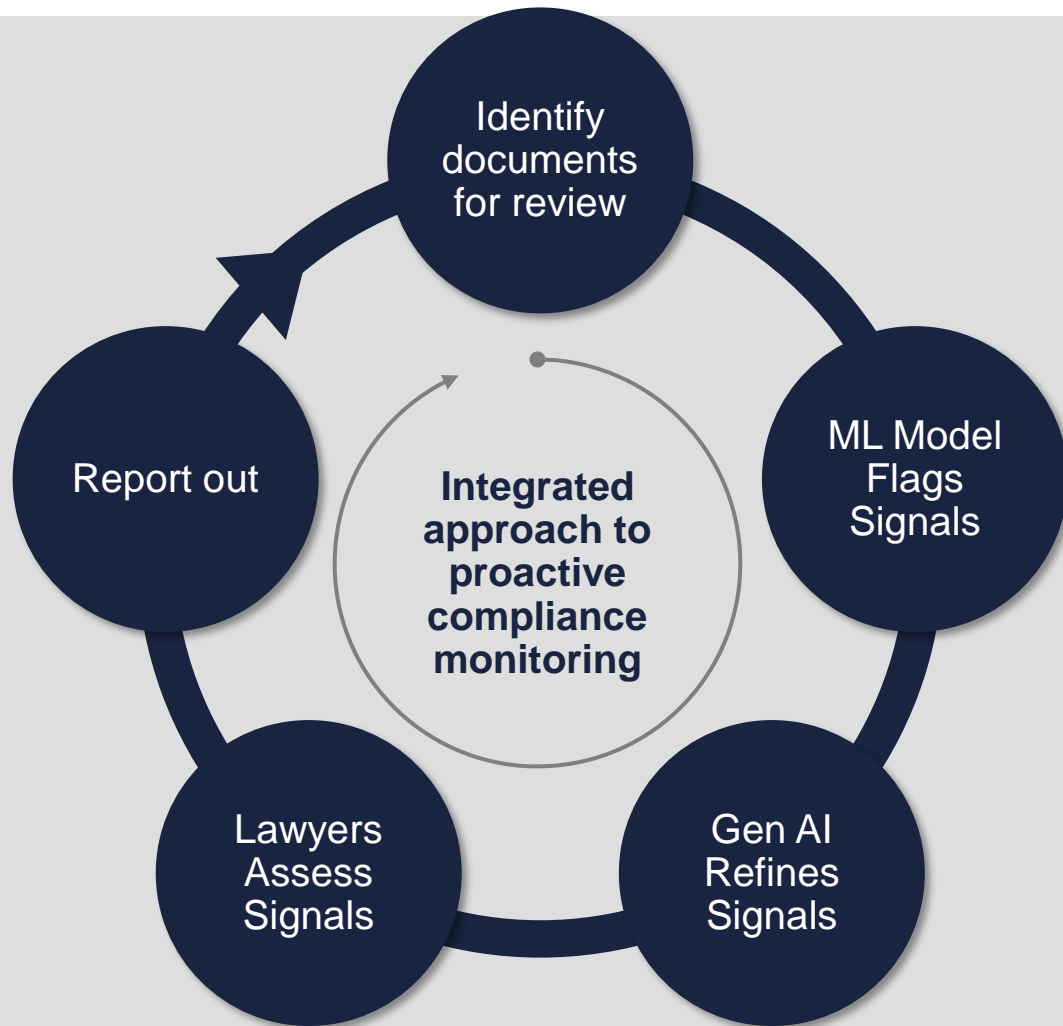 Identify
documents
for review
ML Model
Flags
Signals
Gen AI
Refines
Signals
Lawyers
Assess
Signals
Report out
Integrated
approach to
proactive
compliance
monitoring